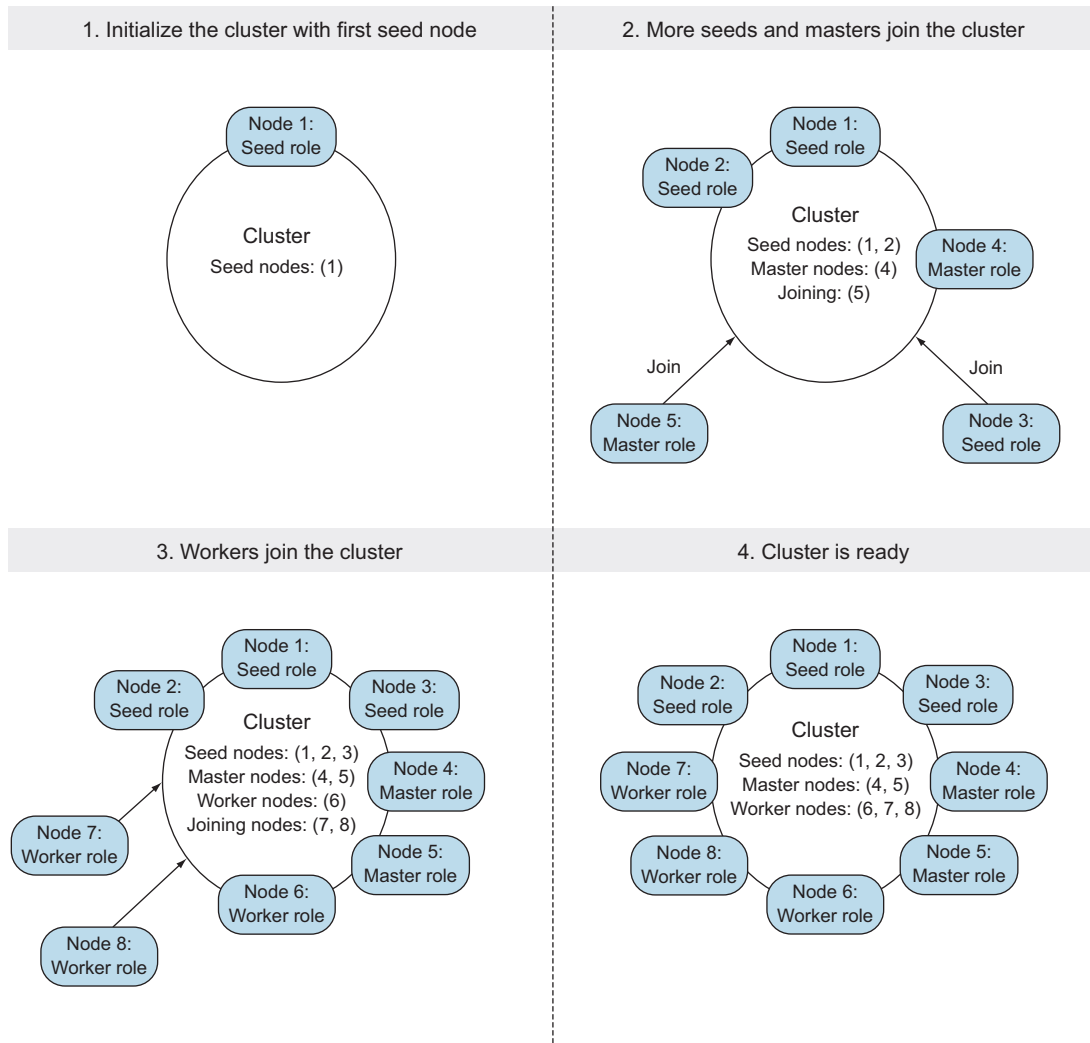 1. Initialize the cluster with first seed node
Node 1:
Seed role
Cluster
Seed nodes: (1)
2. More seeds and masters join the cluster
Node 1:
Seed role
Node 2:
Seed role
Cluster
Seed nodes: (1, 2)
Master nodes: (4)
Joining: (5)
Node 4:
Master role
Join
Join
Node 5:
Master role
Node 3:
Seed role
3. Workers join the cluster
Node 1:
Seed role
Node 2:
Seed role
Node 3:
Seed role
Cluster
Seed nodes: (1, 2, 3)
Master nodes: (4, 5)
Worker nodes: (6)
Joining nodes: (7, 8)
Node 4:
Master role
Node 7:
Worker role
Node 5:
Master role
Node 6:
Worker role
Node 8:
Worker role
4. Cluster is ready
Node 1:
Seed role
Node 2:
Seed role
Node 3:
Seed role
Cluster
Seed nodes: (1, 2, 3)
Master nodes: (4, 5)
Worker nodes: (6, 7, 8)
Node 7:
Worker role
Node 4:
Master role
Node 8:
Worker role
Node 5:
Master role
Node 6:
Worker role